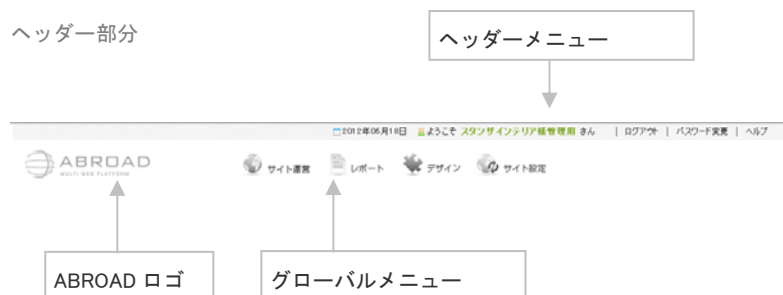 ヘッダー部分
ヘッダーメニュー
2012年06月18日 ようこそ スタンザインテリア様管理用 さん | ログアウト | パスワード変更 | ヘルプ
ABROAD
MULTI WEB PLATFORM
サイト運営 レポート デザイン サイト設定
ABROAD ロゴ
グローバルメニュー